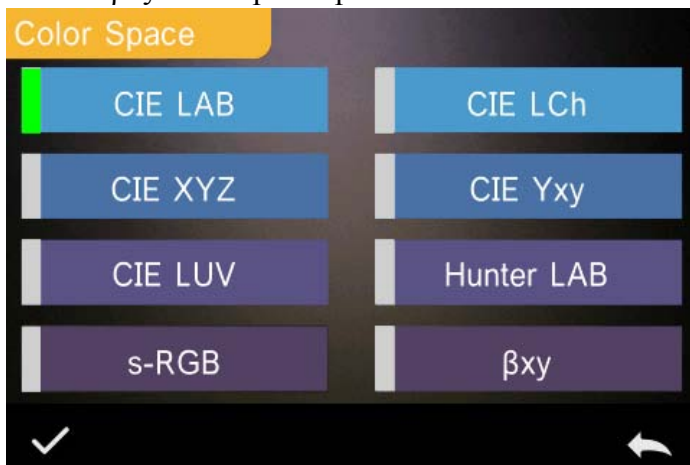 Color Space
CIE LAB
CIE LCh
CIE XYZ
CIE Yxy
CIE LUV
Hunter LAB
s-RGB
βxy